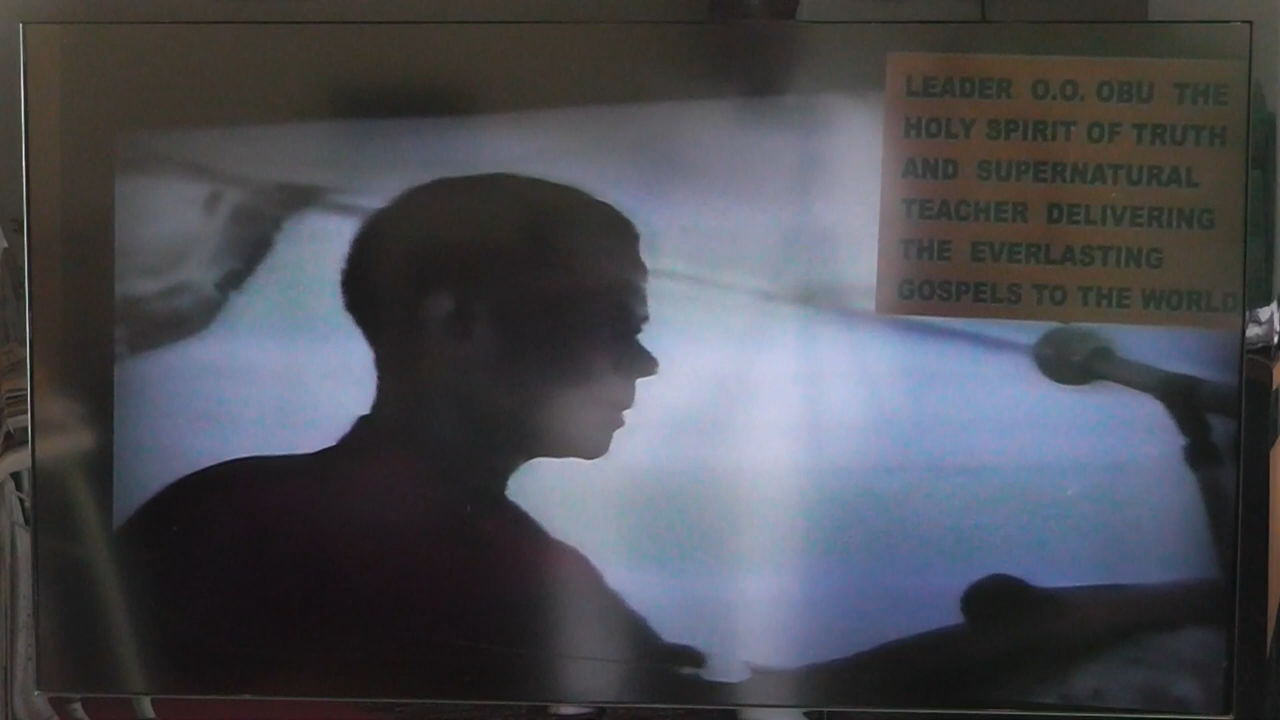 LEADER O.O. OBU THE
HOLY SPIRIT OF TRUTH
AND SUPERNATURAL
TEACHER DELIVERING
THE EVERLASTING
GOSPELS TO THE WORLD